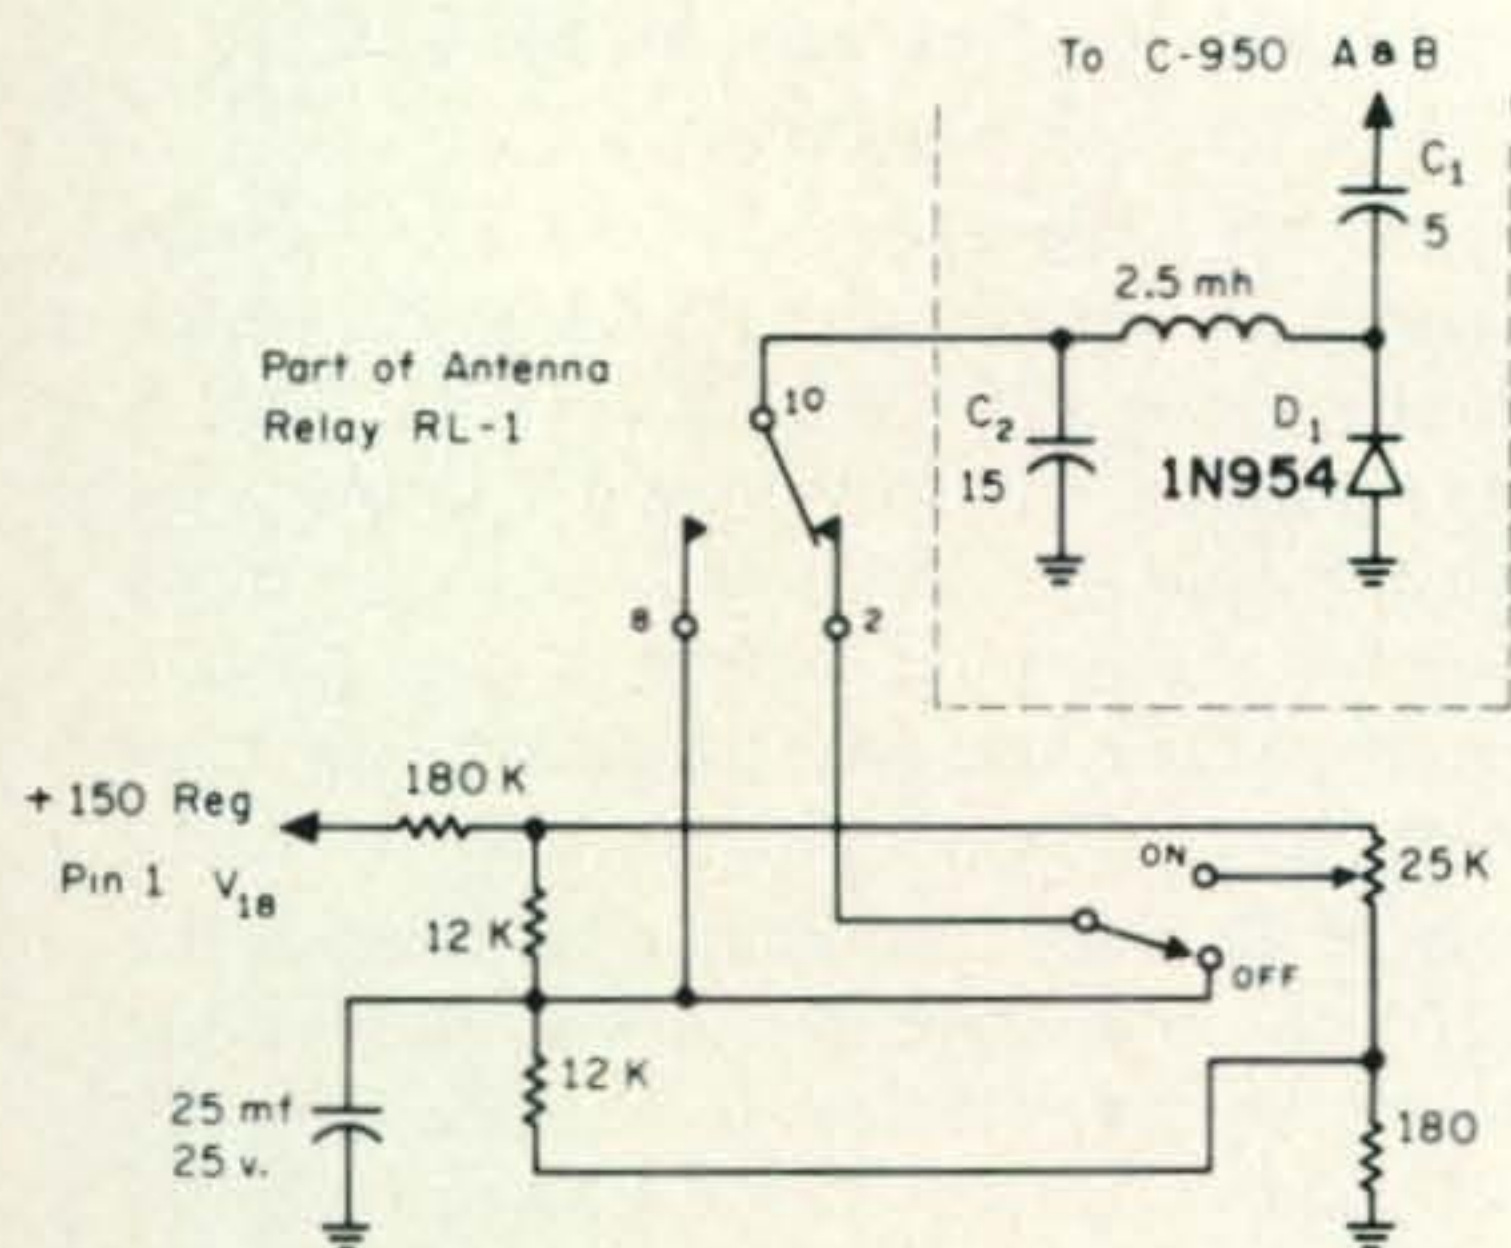 To C-950 A & B
C1
5
2.5 mh
Part of Antenna
Relay RL-1
10
C2
15
D1
1N954
8
2
+ 150 Reg
Pin 1 V18
180 K
12 K
ON
25 K
OFF
12 K
25 mf
25 v.
180